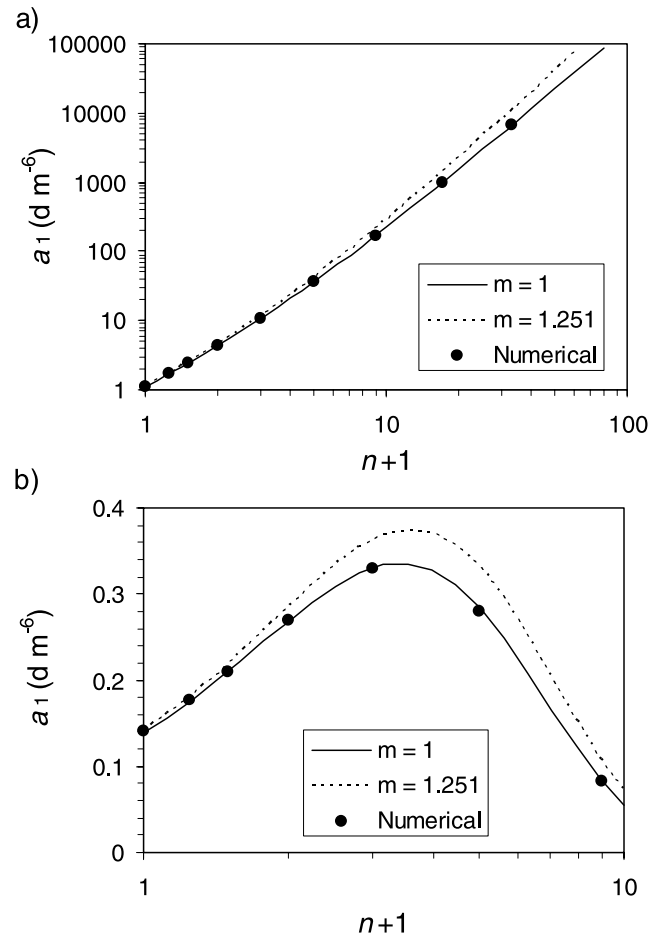 a)
100000
10000
1000
100
10
1
a1 (d m-6)
m = 1
m = 1.251
Numerical
1 10 100
n+1
b)
0.4
0.3
0.2
0.1
0
a1 (d m-6)
m = 1
m = 1.251
Numerical
1 10
n+1